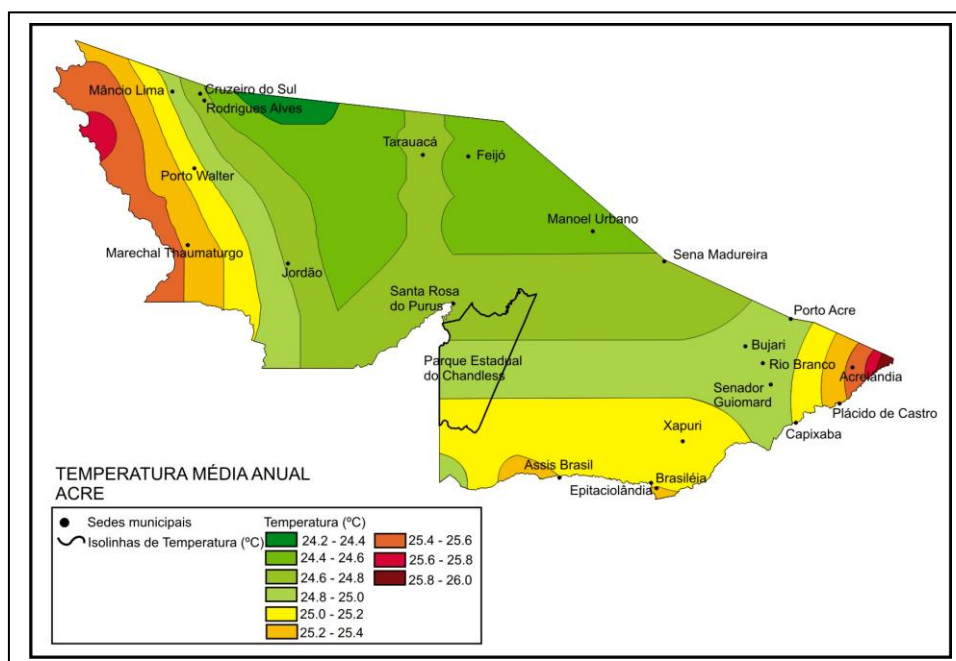 Mâncio Lima
Cruzeiro do Sul
Rodrigues Alves
Tarauacá
Feijó
Porto Walter
Manoel Urbano
Marechal Thaumaturgo
Jordão
Sena Madureira
Santa Rosa
do Purus
Porto Acre
Parque Estadual
do Chandless
Bujari
Rio Branco
Acrelândia
Senador
Guiomard
Plácido de Castro
Capixaba
Xapuri
Assis Brasil
Brasiléia
Epitaciolândia
TEMPERATURA MÉDIA ANUAL
ACRE
Sedes municipais
Isolinhas de Temperatura (ºC)
Temperatura (ºC)
24.2 - 24.4
24.4 - 24.6
24.6 - 24.8
24.8 - 25.0
25.0 - 25.2
25.2 - 25.4
25.4 - 25.6
25.6 - 25.8
25.8 - 26.0